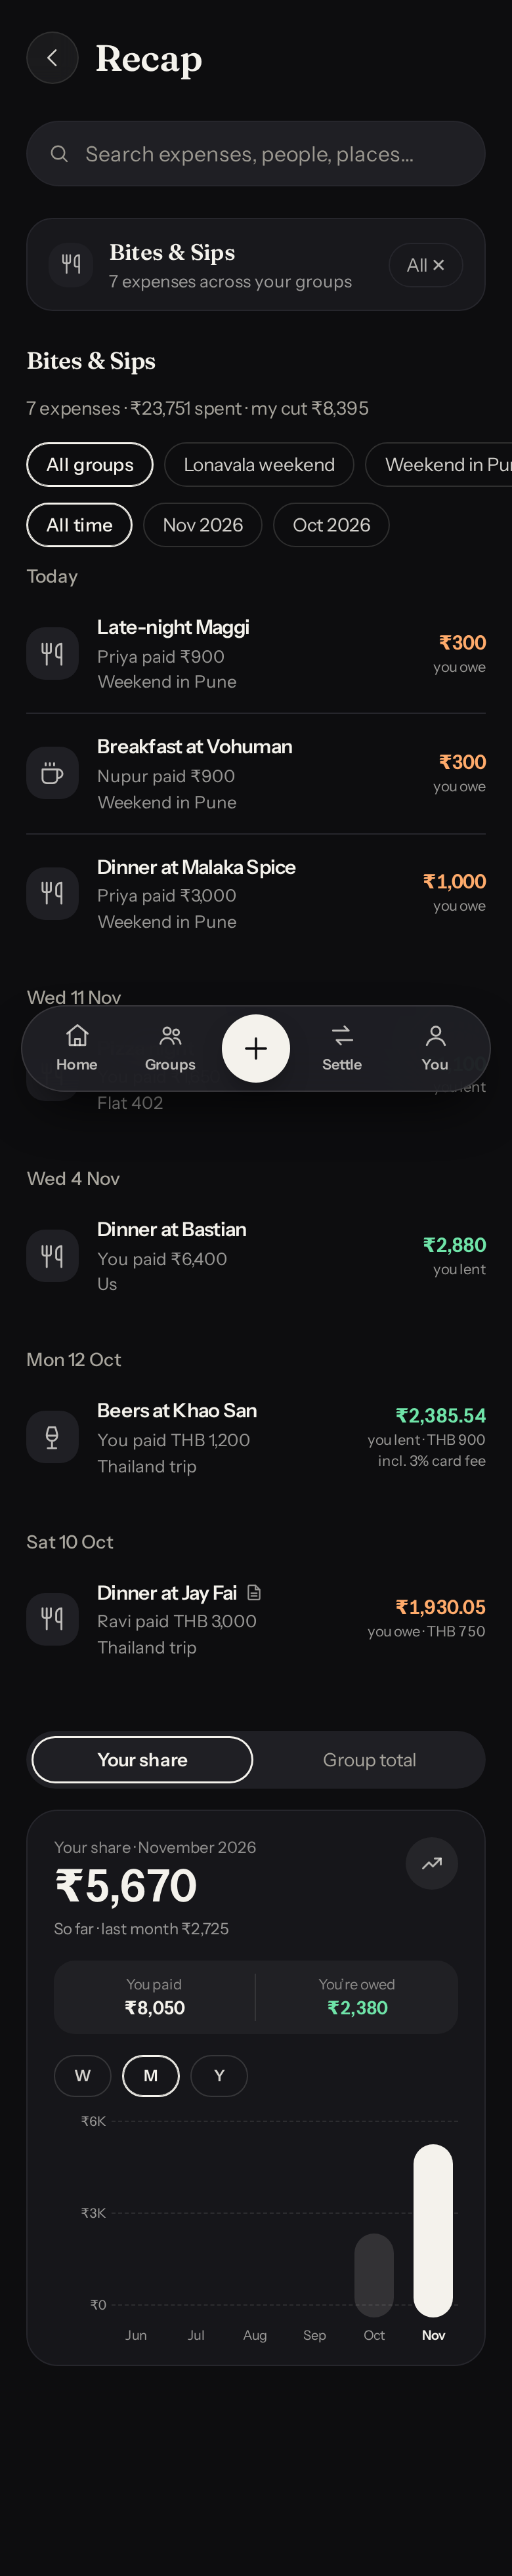 Recap
Search expenses, people, places...
Bites & Sips
7 expenses across your groups
All ✕
Bites & Sips
7 expenses · ₹23,751 spent · my cut ₹8,395
All groups
Lonavala weekend
Weekend in Pu
All time
Nov 2026
Oct 2026
Today
Late-night Maggi
Priya paid ₹900
Weekend in Pune
₹300
you owe
Breakfast at Vohuman
Nupur paid ₹900
Weekend in Pune
₹300
you owe
Dinner at Malaka Spice
Priya paid ₹3,000
Weekend in Pune
₹1,000
you owe
Wed 11 Nov
Home
Groups
Settle
You
Flat 402
Wed 4 Nov
Dinner at Bastian
You paid ₹6,400
Us
₹2,880
you lent
Mon 12 Oct
Beers at Khao San
You paid THB 1,200
Thailand trip
₹2,385.54
you lent · THB 900
incl. 3% card fee
Sat 10 Oct
Dinner at Jay Fai
Ravi paid THB 3,000
Thailand trip
₹1,930.05
you owe · THB 750
Your share
Group total
Your share · November 2026
₹5,670
So far · last month ₹2,725
You paid
₹8,050
You're owed
₹2,380
W
M
Y
₹6K
₹3K
₹0
Jun
Jul
Aug
Sep
Oct
Nov